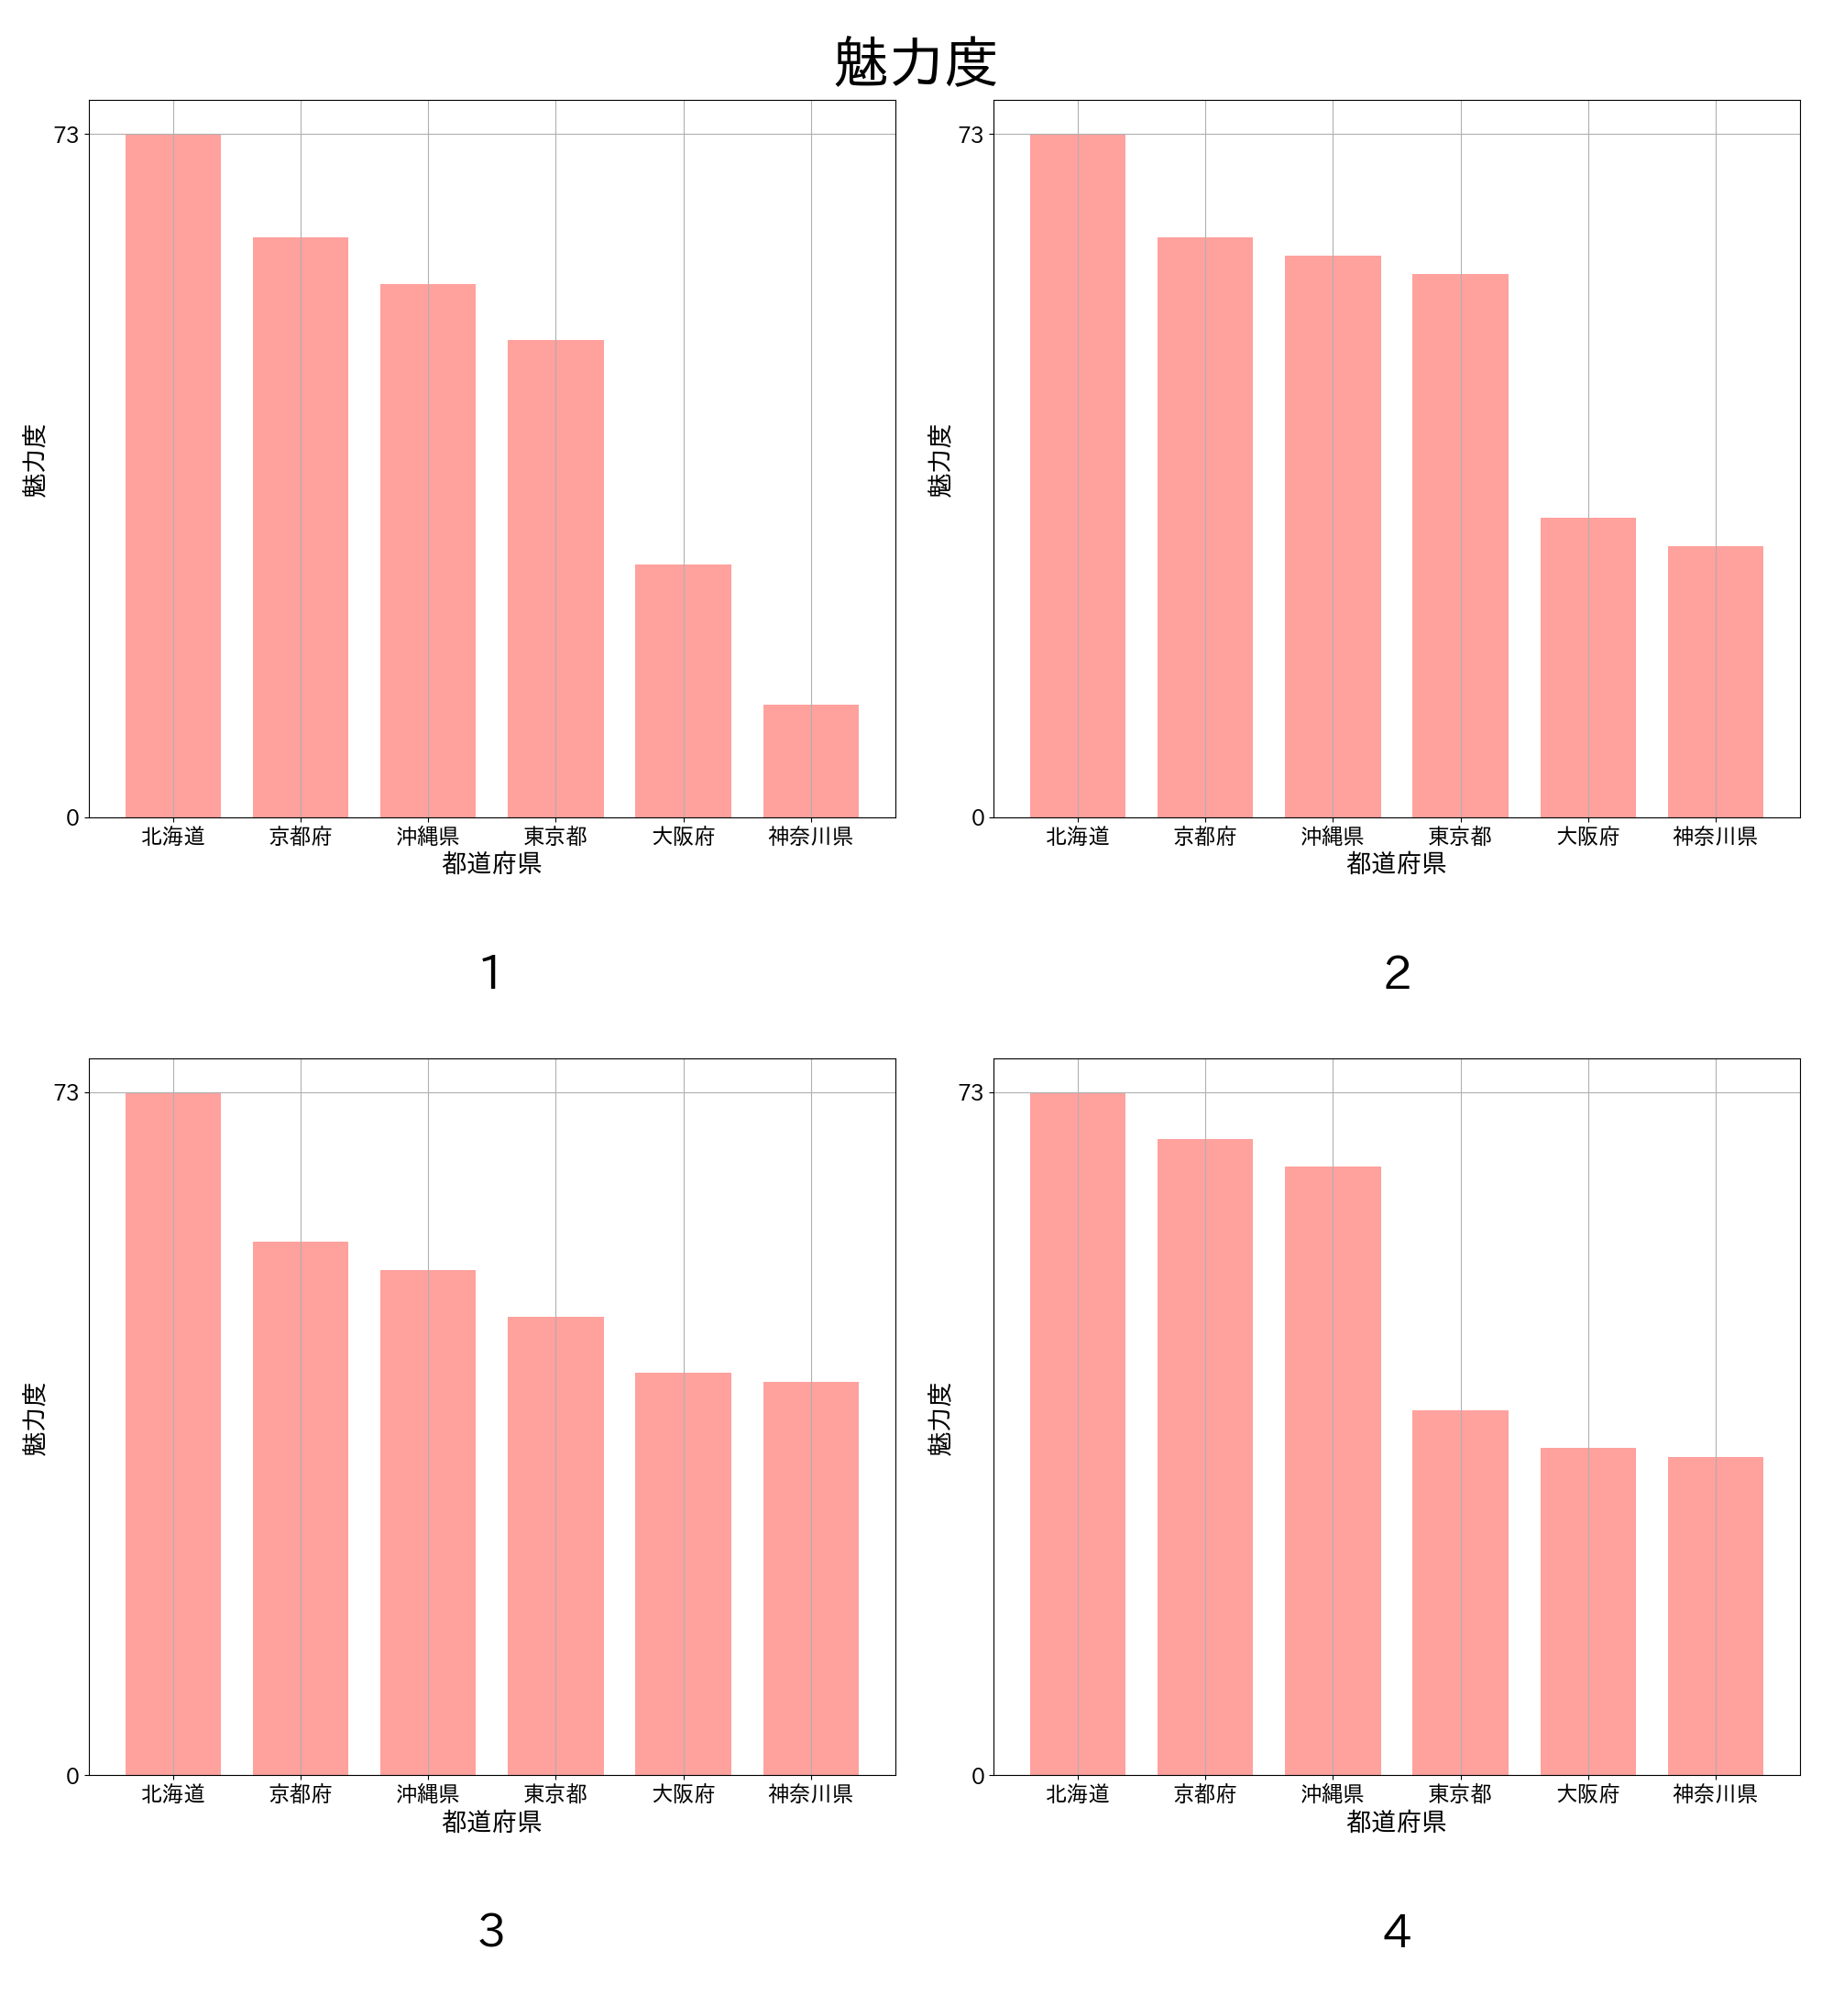 魅力度
73
0
魅力度
北海道 京都府 沖縄県 東京都 大阪府 神奈川県
都道府県
1
73
0
魅力度
北海道 京都府 沖縄県 東京都 大阪府 神奈川県
都道府県
2
73
0
魅力度
北海道 京都府 沖縄県 東京都 大阪府 神奈川県
都道府県
3
73
0
魅力度
北海道 京都府 沖縄県 東京都 大阪府 神奈川県
都道府県
4